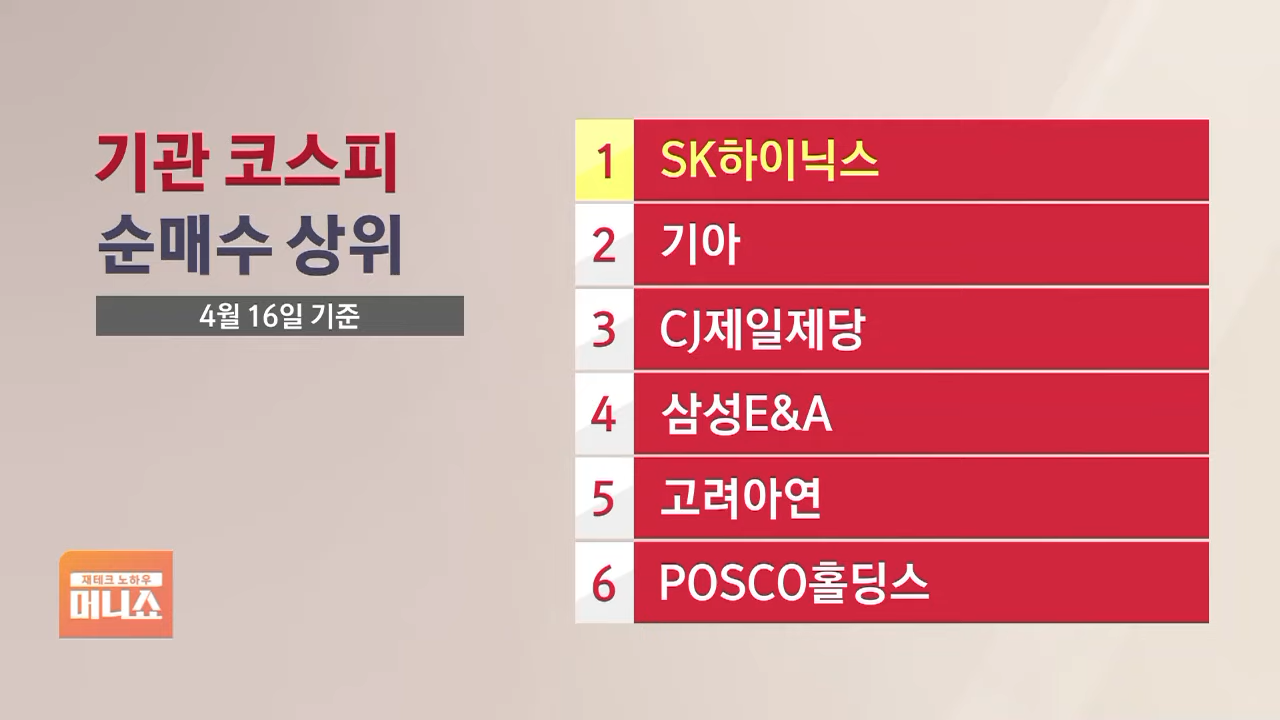 기관 코스피
순매수 상위
4월 16일 기준
1 SK하이닉스
2 기아
3 CJ제일제당
4 삼성E&A
5 고려아연
6 POSCO홀딩스
재테크 노하우
머니쇼